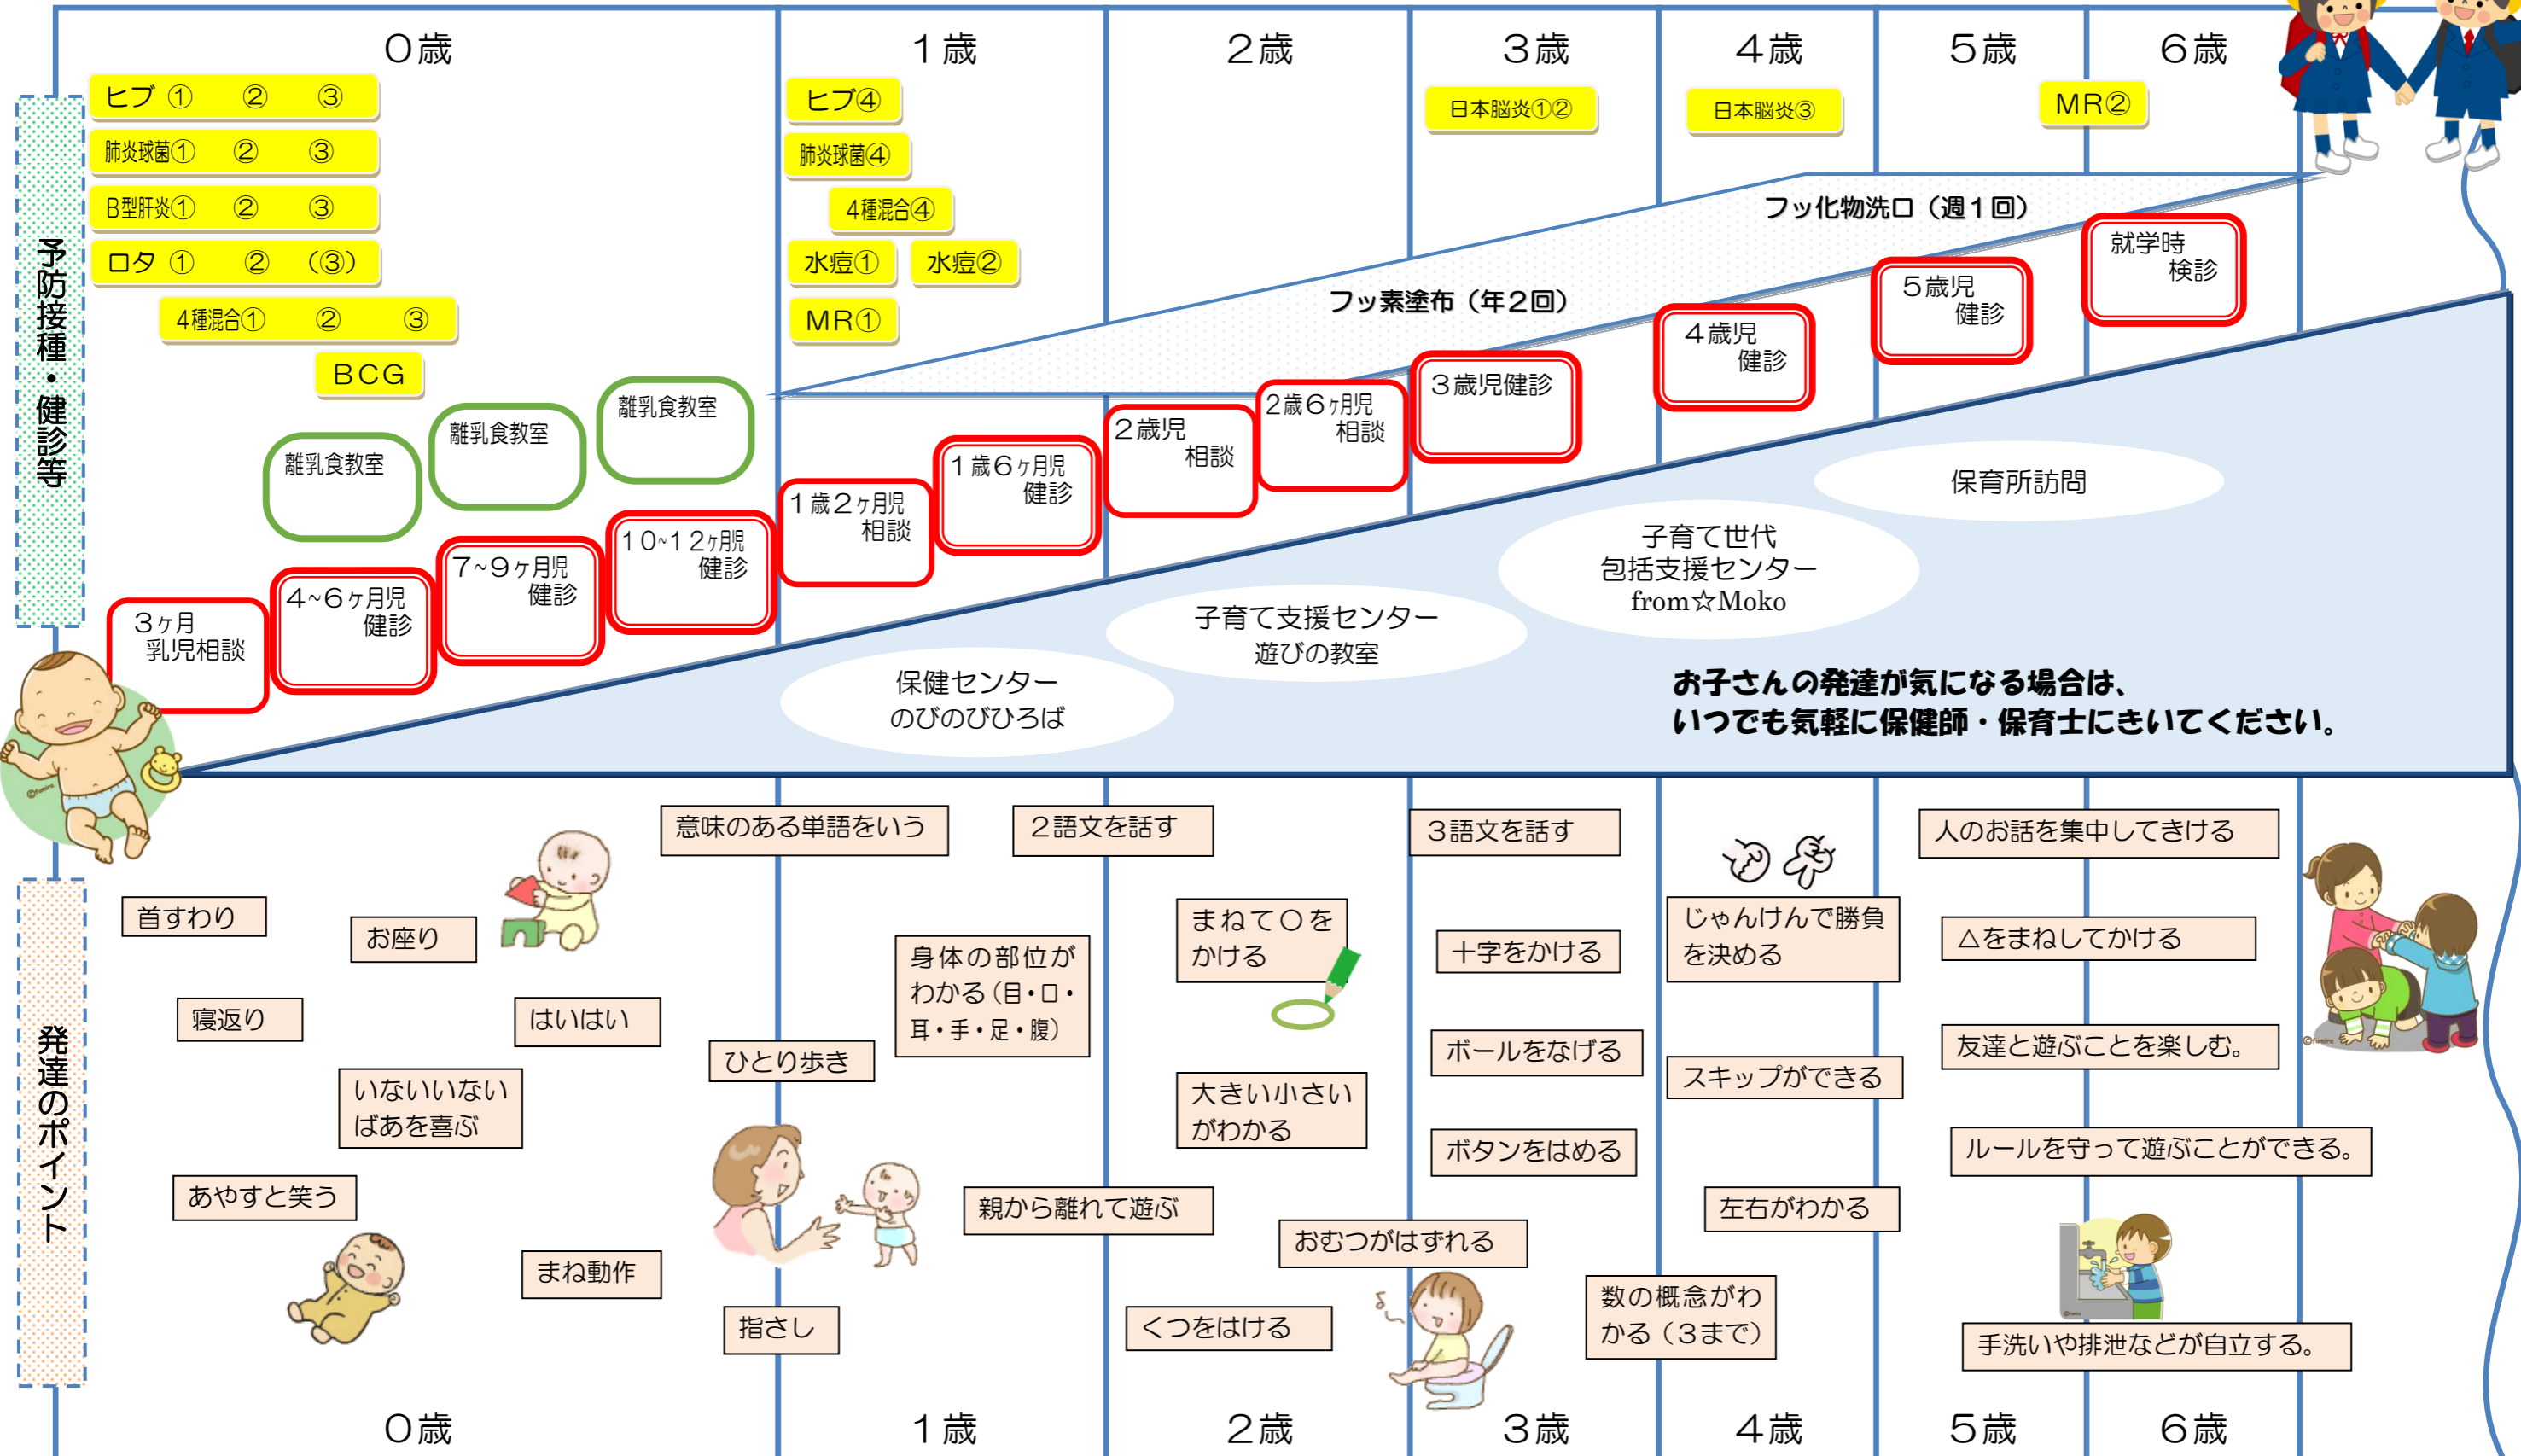 0歳
1歳
2歳
3歳
4歳
5歳
6歳
予防接種・健診等
ヒブ ① ② ③
肺炎球菌① ② ③
B型肝炎① ② ③
ロタ ① ② (③)
4種混合① ② ③
BCG
ヒブ④
肺炎球菌④
4種混合④
水痘①
水痘②
MR①
日本脳炎①②
日本脳炎③
MR②
フッ化物洗口（週1回）
フッ素塗布（年2回）
離乳食教室
離乳食教室
離乳食教室
3ヶ月
乳児相談
4~6ヶ月児
健診
7~9ヶ月児
健診
10~12ヶ月児
健診
1歳2ヶ月児
相談
1歳6ヶ月児
健診
2歳児
相談
2歳6ヶ月児
相談
3歳児健診
4歳児
健診
5歳児
健診
就学時
検診
保健センター
のびのびひろば
子育て支援センター
遊びの教室
子育て世代
包括支援センター
from☆Moko
保育所訪問
お子さんの発達が気になる場合は、
いつでも気軽に保健師・保育士にきいてください。
発達のポイント
首すわり
お座り
寝返り
はいはい
いないいない
ばあを喜ぶ
あやすと笑う
まね動作
意味のある単語をいう
ひとり歩き
指さし
2語文を話す
身体の部位が
わかる（目・口・
耳・手・足・腹）
親から離れて遊ぶ
まねて〇を
かける
大きい小さい
がわかる
おむつがはずれる
くつをはける
3語文を話す
十字をかける
ボールをなげる
ボタンをはめる
数の概念がわ
かる（3まで）
じゃんけんで勝負
を決める
スキップができる
左右がわかる
人のお話を集中してきける
△をまねしてかける
友達と遊ぶことを楽しむ。
ルールを守って遊ぶことができる。
手洗いや排泄などが自立する。
©fumira
©fumira
0歳
1歳
2歳
3歳
4歳
5歳
6歳